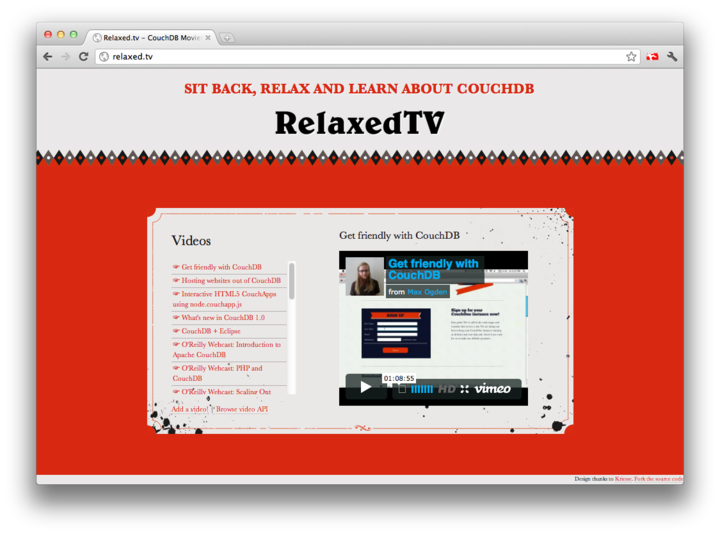 Relaxed.tv – CouchDB Movie
relaxed.tv
SIT BACK, RELAX AND LEARN ABOUT COUCHDB
RelaxedTV
Videos
Get friendly with CouchDB
Hosting websites out of CouchDB
Interactive HTML5 CouchApps
using node.couchapp.js
What's new in CouchDB 1.0
CouchDB + Eclipse
O'Reilly Webcast: Introduction to
Apache CouchDB
O'Reilly Webcast: PHP and
CouchDB
O'Reilly Webcast: Scaling Out
Add a video! | Browse video API
Get friendly with CouchDB
Get friendly with
CouchDB
from Max Ogden
SIGN UP
Sign up for your
CouchOne instance now!
01:08:55
HD vimeo
Design thanks to Kriesse. Fork the source code